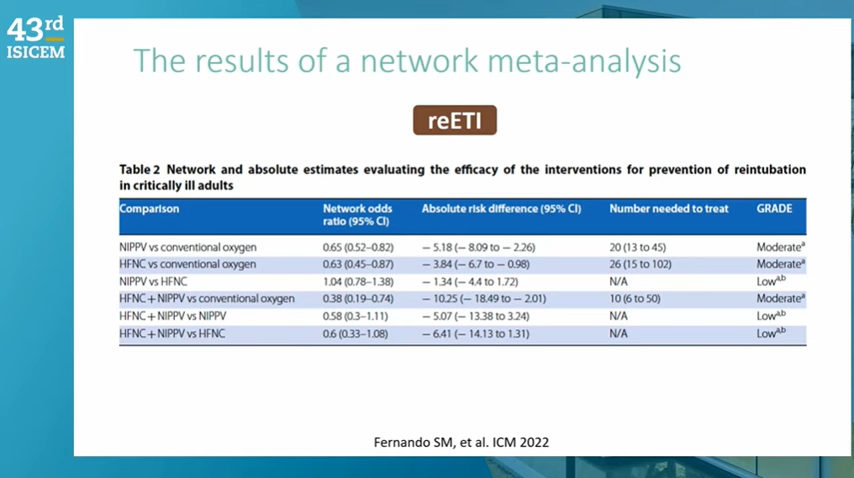 43rd
ISICEM
The results of a network meta-analysis
reETI
Table 2 Network and absolute estimates evaluating the efficacy of the interventions for prevention of reintubation
in critically ill adults
Comparison Network odds ratio (95% CI) Absolute risk difference (95% CI) Number needed to treat GRADE
NIPPV vs conventional oxygen 0.65 (0.52–0.82) − 5.18 (− 8.09 to − 2.26) 20 (13 to 45) Moderateᵃ
HFNC vs conventional oxygen 0.63 (0.45–0.87) − 3.84 (− 6.7 to − 0.98) 26 (15 to 102) Moderateᵃ
NIPPV vs HFNC 1.04 (0.78–1.38) − 1.34 (− 4.4 to 1.72) N/A Lowᵃ,ᵇ
HFNC + NIPPV vs conventional oxygen 0.38 (0.19–0.74) − 10.25 (− 18.49 to − 2.01) 10 (6 to 50) Moderateᵃ
HFNC + NIPPV vs NIPPV 0.58 (0.3–1.11) − 5.07 (− 13.38 to 3.24) N/A Lowᵃ,ᵇ
HFNC + NIPPV vs HFNC 0.6 (0.33–1.08) − 6.41 (− 14.13 to 1.31) N/A Lowᵃ,ᵇ
Fernando SM, et al. ICM 2022